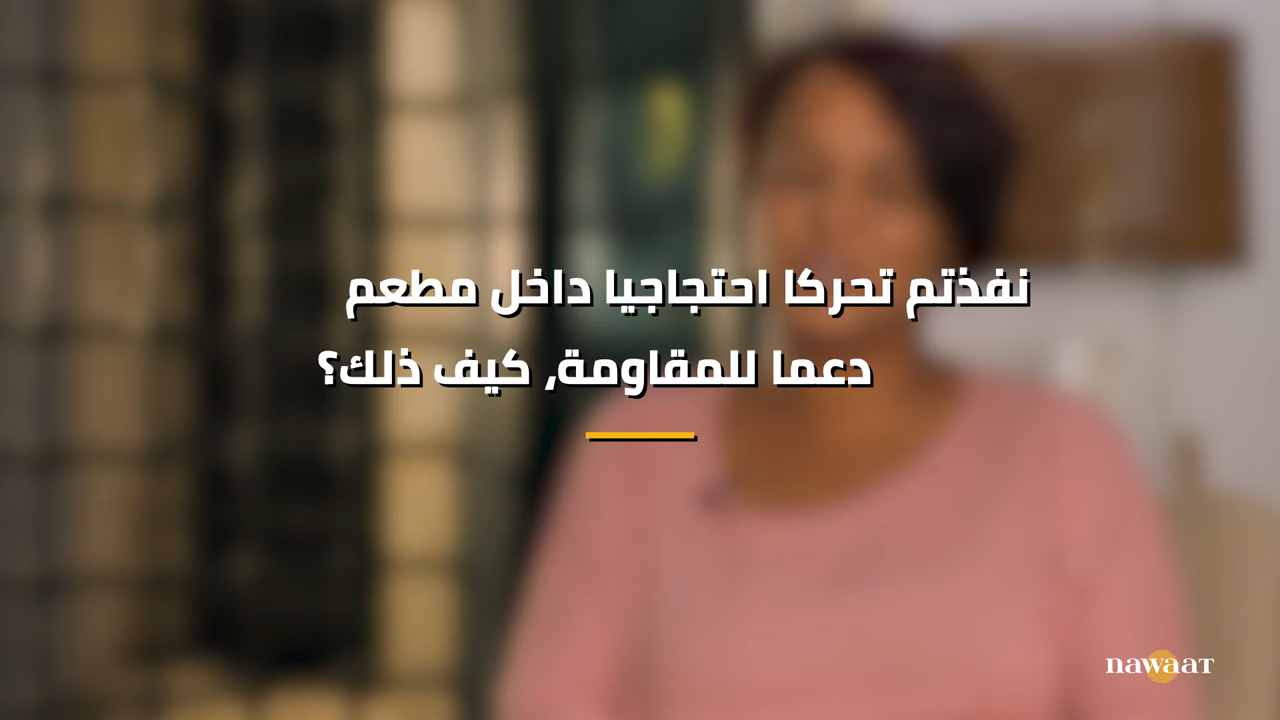 نفذتم تحركا احتجاجيا داخل مطعم
دعما للمقاومة, كيف ذلك؟
nawaat